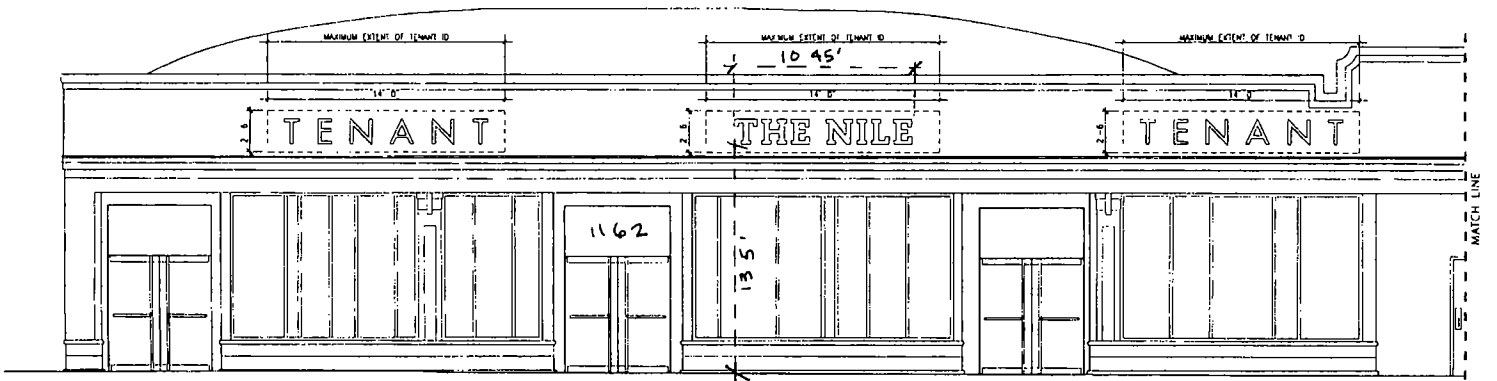 MAXIMUM EXTENT OF TENANT ID
MAXIMUM EXTENT OF TENANT ID
MAXIMUM EXTENT OF TENANT ID
10 45'
14' 0"
14' 0"
14' 0"
2-6
TENANT
2-6
THE NILE
2-6
TENANT
1162
13 5'
MATCH LINE